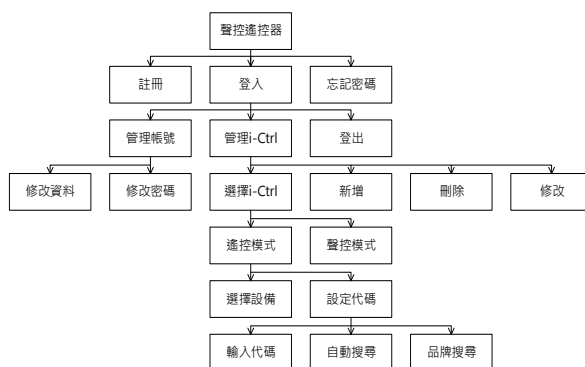 聲控遙控器
註冊
登入
忘記密碼
管理帳號
管理i-Ctrl
登出
修改資料
修改密碼
選擇i-Ctrl
新增
刪除
修改
遙控模式
聲控模式
選擇設備
設定代碼
輸入代碼
自動搜尋
品牌搜尋